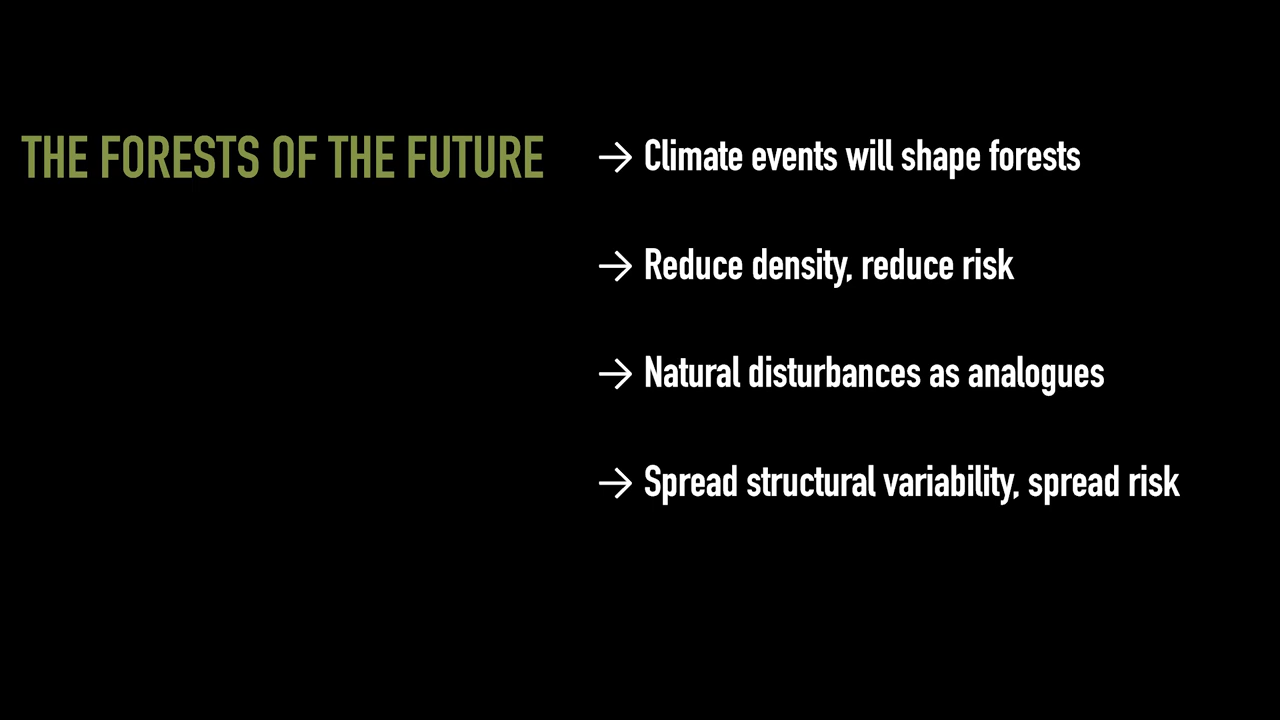 THE FORESTS OF THE FUTURE
→ Climate events will shape forests
→ Reduce density, reduce risk
→ Natural disturbances as analogues
→ Spread structural variability, spread risk